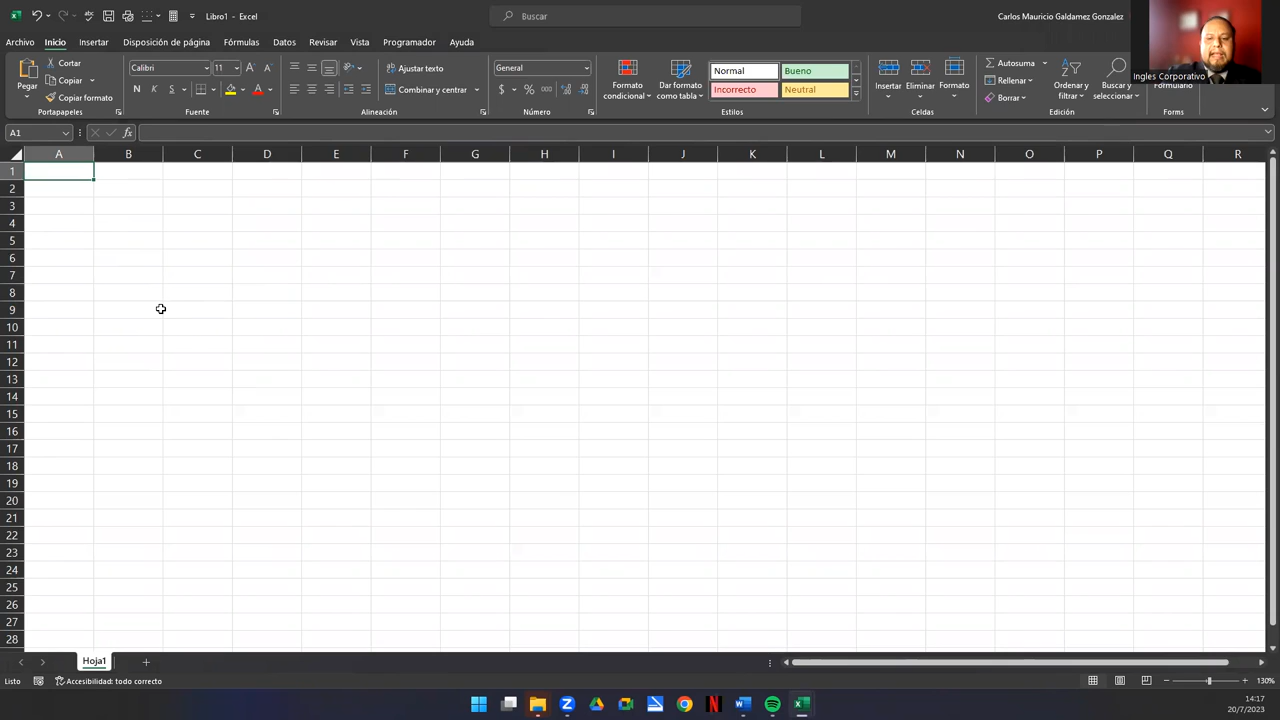 Libro1 - Excel
Buscar
Carlos Mauricio Galdamez Gonzalez
Archivo Inicio Insertar Disposición de página Fórmulas Datos Revisar Vista Programador Ayuda
Pegar
Cortar
Copiar
Copiar formato
Portapapeles
Calibri 11
N K S
Fuente
Ajustar texto
Combinar y centrar
Alineación
General
$ % 000
Número
Formato condicional
Dar formato como tabla
Normal Bueno
Incorrecto Neutral
Estilos
Insertar Eliminar Formato
Celdas
Autosuma
Rellenar
Borrar
Ordenar y filtrar
Buscar y seleccionar
Edición
Formulario
Forms
Ingles Corporativo
A1
fx
A B C D E F G H I J K L M N O P Q R
1
2
3
4
5
6
7
8
9
10
11
12
13
14
15
16
17
18
19
20
21
22
23
24
25
26
27
28
Hoja1
Listo
Accesibilidad: todo correcto
130%
14:17
20/7/2023